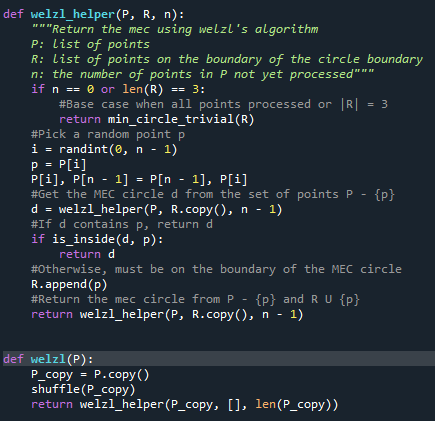 def welzl_helper(P, R, n):
    """Return the mec using welzl's algorithm
    P: list of points
    R: list of points on the boundary of the circle boundary
    n: the number of points in P not yet processed"""
    if n == 0 or len(R) == 3:
        #Base case when all points processed or |R| = 3
        return min_circle_trivial(R)
    #Pick a random point p
    i = randint(0, n - 1)
    p = P[i]
    P[i], P[n - 1] = P[n - 1], P[i]
    #Get the MEC circle d from the set of points P - {p}
    d = welzl_helper(P, R.copy(), n - 1)
    #If d contains p, return d
    if is_inside(d, p):
        return d
    #Otherwise, must be on the boundary of the MEC circle
    R.append(p)
    #Return the mec circle from P - {p} and R U {p}
    return welzl_helper(P, R.copy(), n - 1)
def welzl(P):
    P_copy = P.copy()
    shuffle(P_copy)
    return welzl_helper(P_copy, [], len(P_copy))